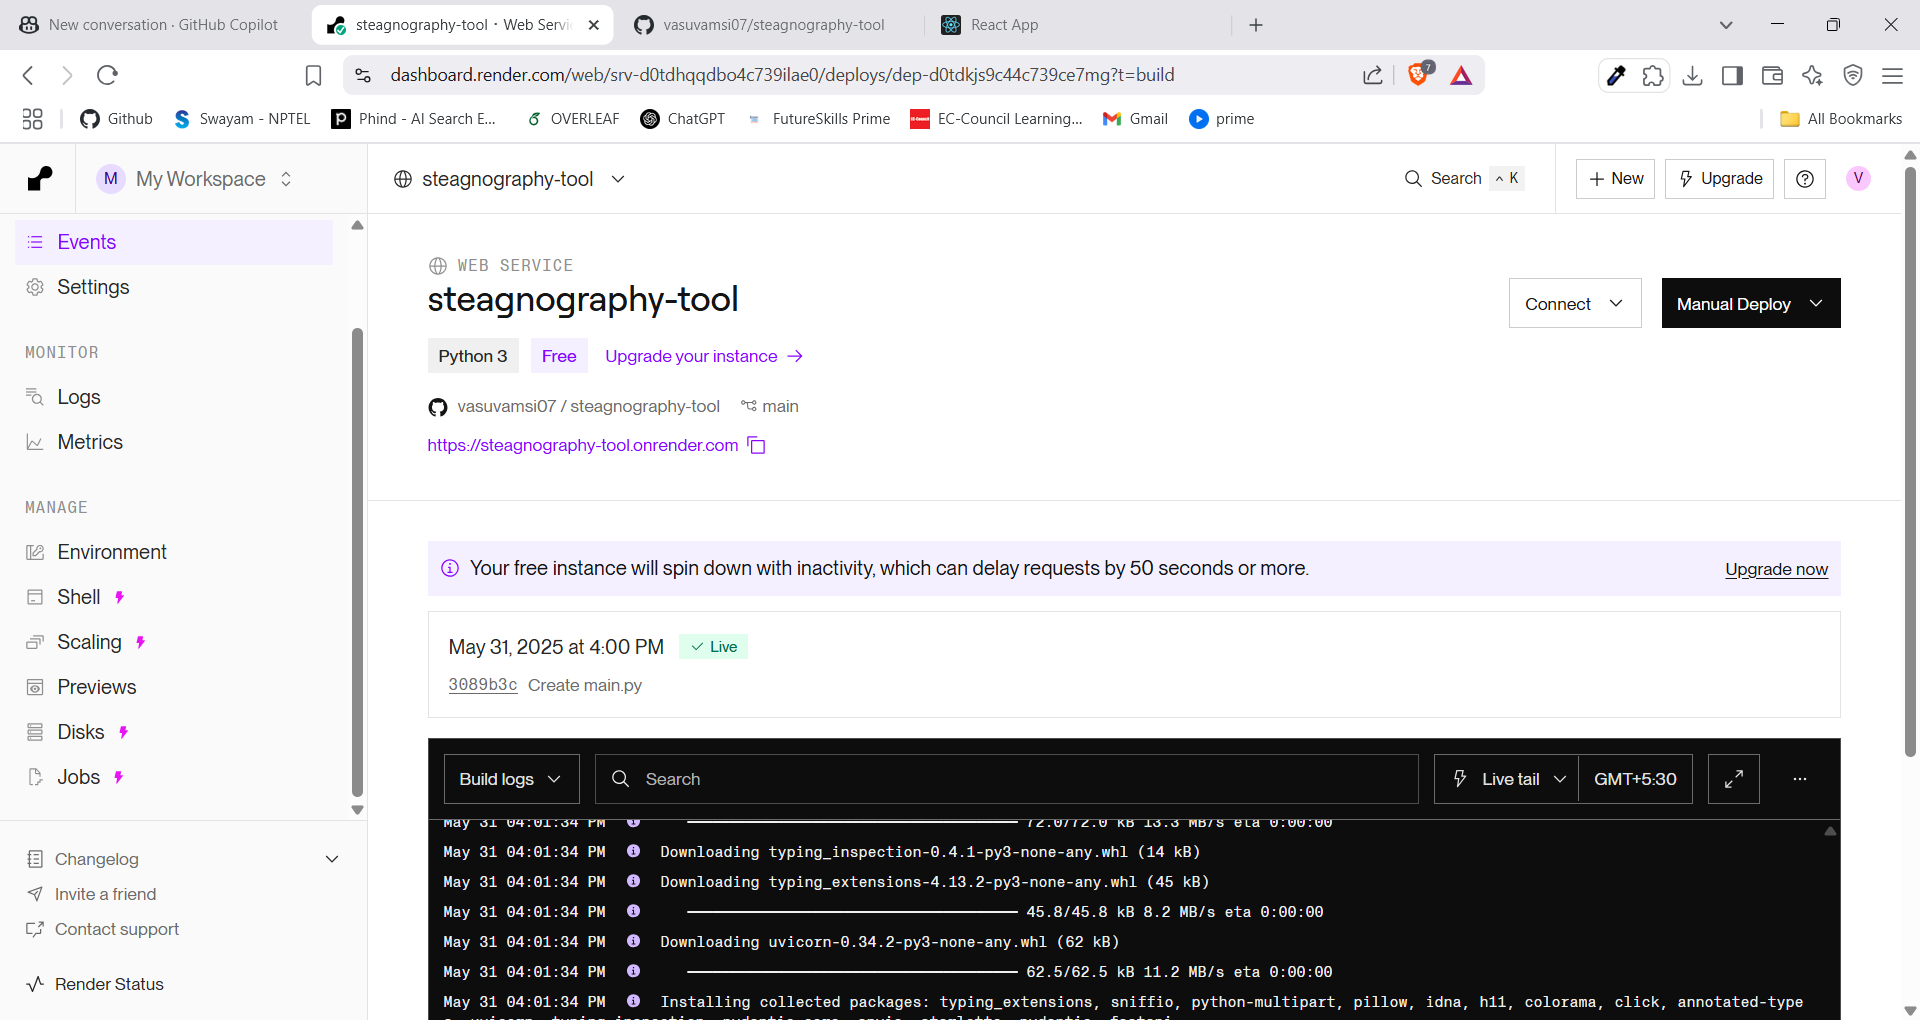 New conversation · GitHub Copilot
steagnography-tool · Web Servi
vasuvamsi07/steagnography-tool
React App
dashboard.render.com/web/srv-d0tdhqqdbo4c739ilae0/deploys/dep-d0tdkjs9c44c739ce7mg?t=build
7
Github
Swayam - NPTEL
Phind - AI Search E...
OVERLEAF
ChatGPT
FutureSkills Prime
EC-Council Learning...
Gmail
prime
All Bookmarks
M My Workspace
steagnography-tool
Search ^ K
+ New
Upgrade
V
Events
Settings
MONITOR
Logs
Metrics
MANAGE
Environment
Shell
Scaling
Previews
Disks
Jobs
Changelog
Invite a friend
Contact support
Render Status
WEB SERVICE
steagnography-tool
Connect
Manual Deploy
Python 3
Free
Upgrade your instance →
vasuvamsi07 / steagnography-tool main
https://steagnography-tool.onrender.com
Your free instance will spin down with inactivity, which can delay requests by 50 seconds or more.
Upgrade now
May 31, 2025 at 4:00 PM ✓ Live
3089b3c Create main.py
Build logs
Search
Live tail
GMT+5:30
...
May 31 04:01:34 PM 72.0/72.0 kB 13.3 MB/s eta 0:00:00
May 31 04:01:34 PM Downloading typing_inspection-0.4.1-py3-none-any.whl (14 kB)
May 31 04:01:34 PM Downloading typing_extensions-4.13.2-py3-none-any.whl (45 kB)
May 31 04:01:34 PM 45.8/45.8 kB 8.2 MB/s eta 0:00:00
May 31 04:01:34 PM Downloading uvicorn-0.34.2-py3-none-any.whl (62 kB)
May 31 04:01:34 PM 62.5/62.5 kB 11.2 MB/s eta 0:00:00
May 31 04:01:34 PM Installing collected packages: typing_extensions, sniffio, python-multipart, pillow, idna, h11, colorama, click, annotated-type